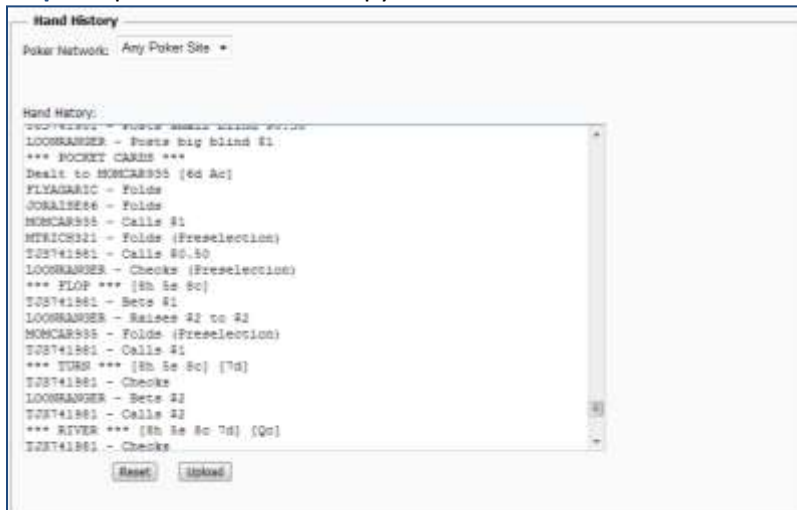 Hand History
Poker Network: Any Poker Site
Hand History:
LOONRANGER - Posts big blind $1
*** POCKET CARDS ***
Dealt to MOMCAR935 [6d Ac]
FLYAGARIC - Folds
JORAISE86 - Folds
MOMCAR935 - Calls $1
MTRICH321 - Folds (Preselection)
TJS741981 - Calls $0.50
LOONRANGER - Checks (Preselection)
*** FLOP *** [8h 5s 8c]
TJS741981 - Bets $1
LOONRANGER - Raises $2 to $2
MOMCAR935 - Folds (Preselection)
TJS741981 - Calls $1
*** TURN *** [8h 5s 8c] [7d]
TJS741981 - Checks
LOONRANGER - Bets $2
TJS741981 - Calls $2
*** RIVER *** [8h 5s 8c 7d] [Qc]
TJS741981 - Checks
Reset Upload